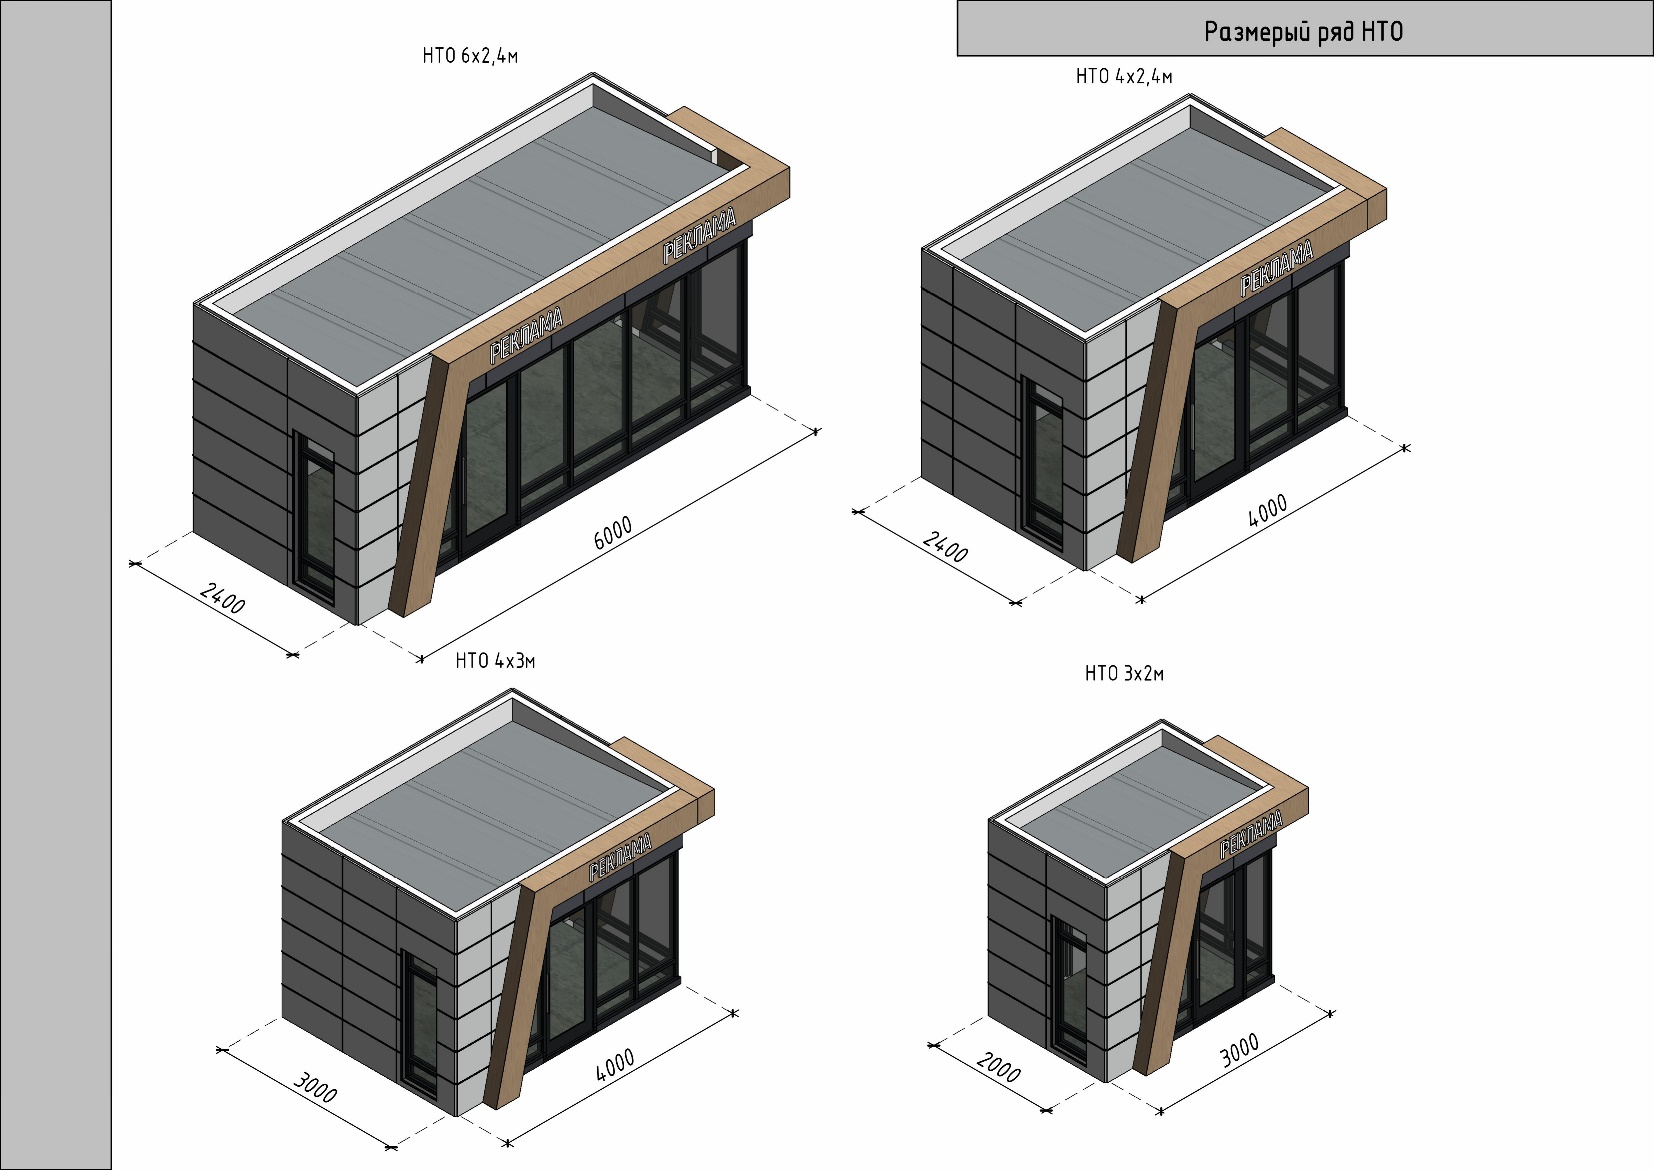 Размерый ряд НТО
НТО 6х2,4м
РЕКЛАМА
РЕКЛАМА
6000
2400
НТО 4х2,4м
РЕКЛАМА
4000
2400
НТО 4х3м
РЕКЛАМА
4000
3000
НТО 3х2м
РЕКЛАМА
3000
2000